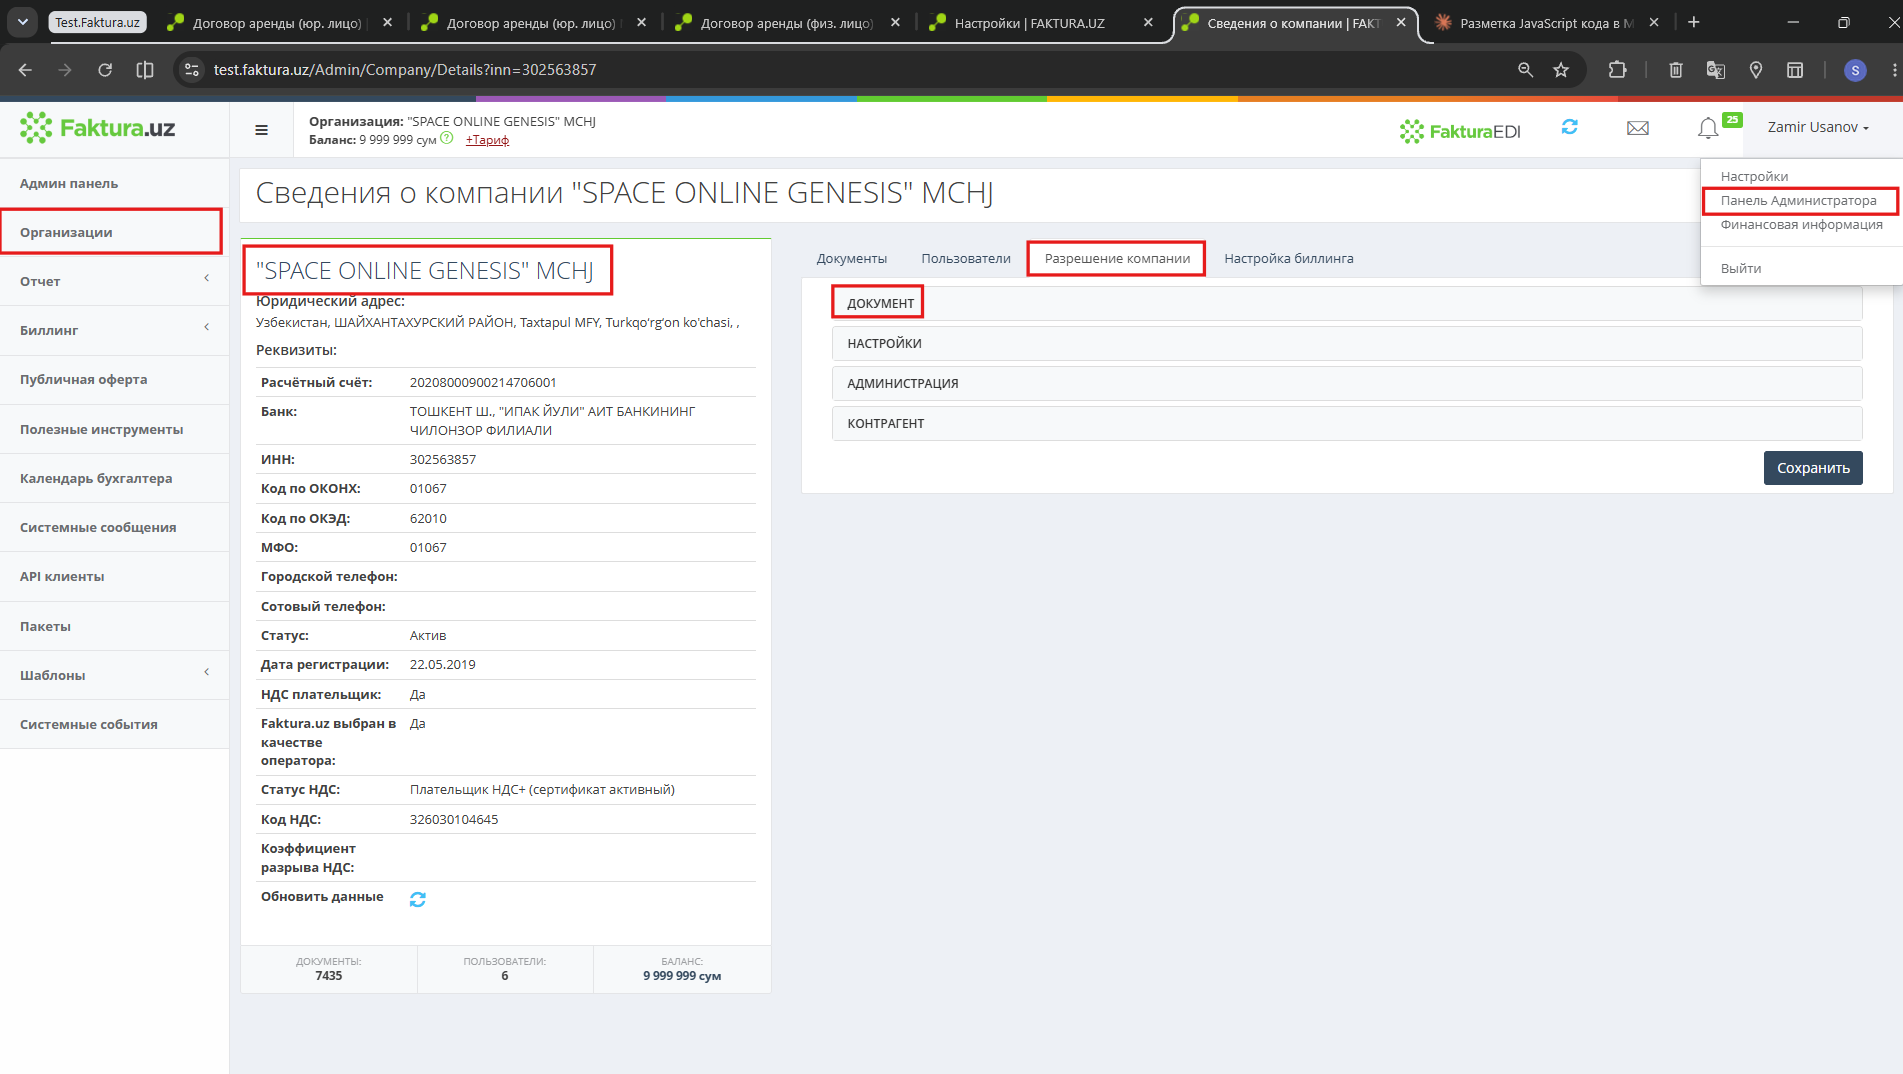 Test.Faktura.uz
Договор аренды (юр. лицо)
Договор аренды (юр. лицо)
Договор аренды (физ. лицо)
Настройки | FAKTURA.UZ
Сведения о компании | FAKT
Разметка JavaScript кода в M
test.faktura.uz/Admin/Company/Details?inn=302563857
S
Faktura.uz
Организация: "SPACE ONLINE GENESIS" MCHJ
Баланс: 9 999 999 сум ? +Тариф
FakturaEDI
25
Zamir Usanov
Настройки
Панель Администратора
Финансовая информация
Выйти
Админ панель
Организации
Отчет
Биллинг
Публичная оферта
Полезные инструменты
Календарь бухгалтера
Системные сообщения
API клиенты
Пакеты
Шаблоны
Системные события
Сведения о компании "SPACE ONLINE GENESIS" MCHJ
"SPACE ONLINE GENESIS" MCHJ
Юридический адрес:
Узбекистан, ШАЙХАНТАХУРСКИЙ РАЙОН, Taxtapul MFY, Turkqo‘rg‘on ko'chasi, ,
Реквизиты:
Расчётный счёт: 20208000900214706001
Банк: ТОШКЕНТ Ш., "ИПАК ЙУЛИ" АИТ БАНКИНИНГ
ЧИЛОНЗОР ФИЛИАЛИ
ИНН: 302563857
Код по ОКОНХ: 01067
Код по ОКЭД: 62010
МФО: 01067
Городской телефон:
Сотовый телефон:
Статус: Актив
Дата регистрации: 22.05.2019
НДС плательщик: Да
Faktura.uz выбран в Да
качестве
оператора:
Статус НДС: Плательщик НДС+ (сертификат активный)
Код НДС: 326030104645
Коэффициент
разрыва НДС:
Обновить данные
ДОКУМЕНТЫ:
7435
ПОЛЬЗОВАТЕЛИ:
6
БАЛАНС:
9 999 999 сум
Документы
Пользователи
Разрешение компании
Настройка биллинга
ДОКУМЕНТ
НАСТРОЙКИ
АДМИНИСТРАЦИЯ
КОНТРАГЕНТ
Сохранить